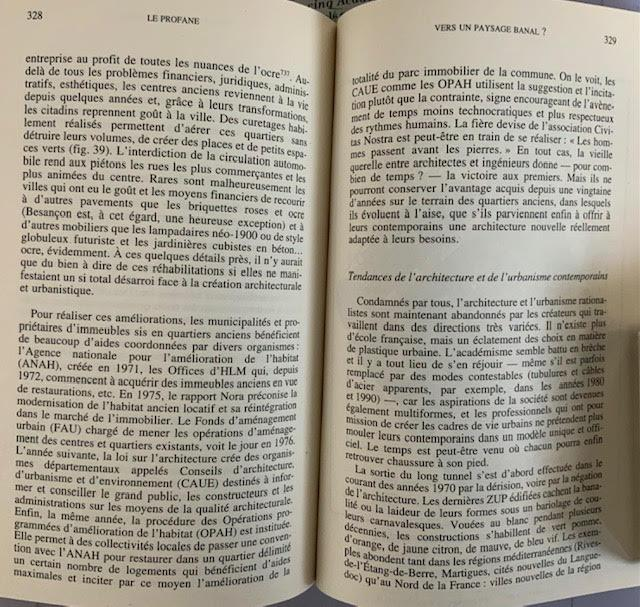 328
LE PROFANE
entreprise au profit de toutes les nuances de l'ocre737. Au-
delà de tous les problèmes financiers, juridiques, adminis-
tratifs, esthétiques, les centres anciens reviennent à la vie
depuis quelques années et, grâce à leurs transformations,
les citadins reprennent goût à la ville. Des curetages habi-
lement réalisés permettent d'aérer ces quartiers sans
détruire leurs volumes, de créer des places et de petits espa-
ces verts (fig. 39). L'interdiction de la circulation automo-
bile rend aux piétons les rues les plus commerçantes et les
plus animées du centre. Rares sont malheureusement les
villes qui ont eu le goût et les moyens financiers de recourir
à d'autres pavements que les briquettes roses et ocre
(Besançon est, à cet égard, une heureuse exception) et à
d'autres mobiliers que les lampadaires néo-1900 ou de style
globuleux futuriste et les jardinières cubistes en béton...
ocre, évidemment. À ces quelques détails près, il n'y aurait
que du bien à dire de ces réhabilitations si elles ne mani-
festaient un si total désarroi face à la création architecturale
et urbanistique.
Pour réaliser ces améliorations, les municipalités et pro-
priétaires d'immeubles sis en quartiers anciens bénéficient
de beaucoup d'aides coordonnées par divers organismes :
l'Agence nationale pour l'amélioration de l'habitat
(ANAH), créée en 1971, les Offices d'HLM qui, depuis
1972, commencent à acquérir des immeubles anciens en vue
de restaurations, etc. En 1975, le rapport Nora préconise la
modernisation de l'habitat ancien locatif et sa réintégration
dans le marché de l'immobilier. Le Fonds d'aménagement
urbain (FAU) chargé de mener les opérations d'aménage-
ment des centres et quartiers existants, voit le jour en 1976.
L'année suivante, la loi sur l'architecture crée des organis-
mes départementaux appelés Conseils d'architecture,
d'urbanisme et d'environnement (CAUE) destinés à infor-
mer et conseiller le grand public, les constructeurs et les
administrations sur les moyens de la qualité architecturale.
Enfin, la même année, la procédure des Opérations pro-
grammées d'amélioration de l'habitat (OPAH) est instituée.
Elle permet à des collectivités locales de passer une conven-
tion avec l'ANAH pour restaurer dans un quartier délimité
un certain nombre de logements qui bénéficient d'aides
maximales et inciter par ce moyen l'amélioration de la
VERS UN PAYSAGE BANAL ?
329
totalité du parc immobilier de la commune. On le voit, les
CAUE comme les OPAH utilisent la suggestion et l'incita-
tion plutôt que la contrainte, signe encourageant de l'avène-
ment de temps moins technocratiques et plus respectueux
des rythmes humains. La fière devise de l'association Civi-
tas Nostra est peut-être en train de se réaliser : « Les hom-
mes passent avant les pierres. » En tout cas, la vieille
querelle entre architectes et ingénieurs donne — pour com-
bien de temps ? — la victoire aux premiers. Mais ils ne
pourront conserver l'avantage acquis depuis une vingtaine
d'années sur le terrain des quartiers anciens, dans lesquels
ils évoluent à l'aise, que s'ils parviennent enfin à offrir à
leurs contemporains une architecture nouvelle réellement
adaptée à leurs besoins.
Tendances de l'architecture et de l'urbanisme contemporains
Condamnés par tous, l'architecture et l'urbanisme rationa-
listes sont maintenant abandonnés par les créateurs qui tra-
vaillent dans des directions très variées. Il n'existe plus
d'école française, mais un éclatement des choix en matière
de plastique urbaine. L'académisme semble battu en brèche
et il y a tout lieu de s'en réjouir — même s'il est parfois
remplacé par des modes contestables (tubulures et câbles
d'acier apparents, par exemple, dans les années 1980
et 1990) —, car les aspirations de la société sont devenues
également multiformes, et les professionnels qui ont pour
mission de créer les cadres de vie urbains ne prétendent plus
mouler leurs contemporains dans un modèle unique et offi-
ciel. Le temps est peut-être venu où chacun pourra enfin
retrouver chaussure à son pied.
La sortie du long tunnel s'est d'abord effectuée dans le
courant des années 1970 par la dérision, voire par la négation
de l'architecture. Les dernières ZUP édifiées cachent la bana-
lité ou la laideur de leurs formes sous un bariolage de cou-
leurs carnavalesques. Vouées au blanc pendant plusieurs
décennies, les constructions s'habillent de vert pomme,
d'orange, de jaune citron, de mauve, de bleu vif. Les exem-
ples abondent tant dans les régions méditerranéennes (Rives-
de-l'Étang-de-Berre, Martigues, cités nouvelles du Langue-
doc) qu'au Nord de la France : villes nouvelles de la région